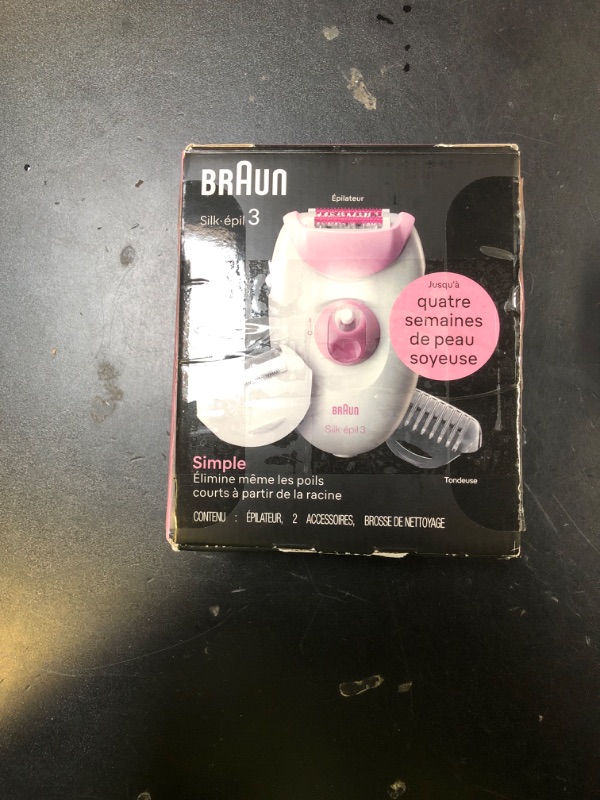 BRAUN
Épilateur
Silk·épil 3
Jusqu'à
quatre
semaines
de peau
soyeuse
BRAUN
Silk·épil 3
Simple
Élimine même les poils
courts à partir de la racine
Tondeuse
CONTENU : ÉPILATEUR, 2 ACCESSOIRES, BROSSE DE NETTOYAGE